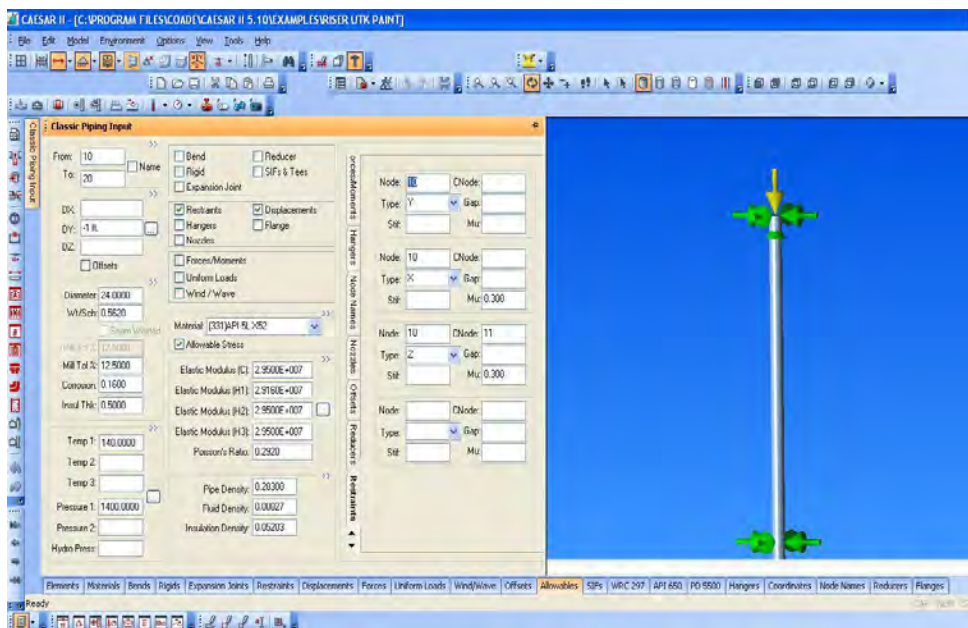 CAESAR II - [C:\PROGRAM FILES\COADE\CAESAR II 5.10\EXAMPLES\RISER UTK PAINT]
File Edit Model Environment Options View Tools Help
Classic Piping Input
Classic Piping Input
From: 10
To: 20
Name
DX:
DY: -1 ft.
DZ:
Offsets
Diameter: 24.0000
Wt/Sch: 0.5620
Mill Tol %: 12.5000
Corrosion: 0.1600
Insul Thk: 0.5000
Temp 1: 140.0000
Temp 2:
Temp 3:
Pressure 1: 1400.0000
Pressure 2:
Hydro Press:
Bend
Reducer
Rigid
SIFs & Tees
Expansion Joint
Restraints
Displacements
Hangers
Flange
Nozzles
Forces/Moments
Uniform Loads
Wind / Wave
Material: (331)API-5L X52
Allowable Stress
Elastic Modulus (C): 2.9500E+007
Elastic Modulus (H1): 2.9160E+007
Elastic Modulus (H2): 2.9500E+007
Elastic Modulus (H3): 2.9500E+007
Poisson's Ratio: 0.2920
Pipe Density: 0.28300
Fluid Density: 0.00027
Insulation Density: 0.05203
orces/Moments
Hangers
Node Names
Nozzles
Offsets
Reducers
Restraints
Node: 10 CNode:
Type: Y Gap:
Stif: Mu:
Node: 10 CNode:
Type: X Gap:
Stif: Mu: 0.300
Node: 10 CNode: 11
Type: Z Gap:
Stif: Mu: 0.300
Node: CNode:
Type: Gap:
Stif: Mu:
Elements Materials Bends Rigids Expansion Joints Restraints Displacements Forces Uniform Loads Wind/Wave Offsets Allowables SIFs WRC 297 API 650 PD 5500 Hangers Coordinates Node Names Reducers Flanges
Ready